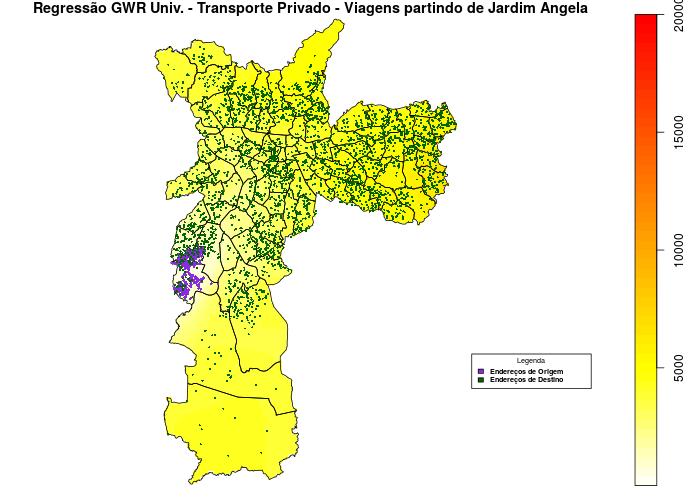 Regressão GWR Univ. - Transporte Privado - Viagens partindo de Jardim Angela
20000
15000
10000
5000
Legenda
Endereços de Origem
Endereços de Destino